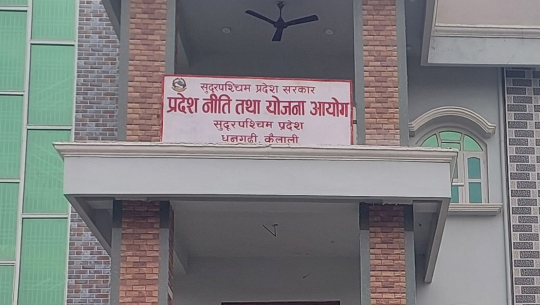 सुदूरपश्चिम प्रदेश सरकार
प्रदेश नीति तथा योजना आयोग
सुदूरपश्चिम प्रदेश
धनगढी, कैलाली